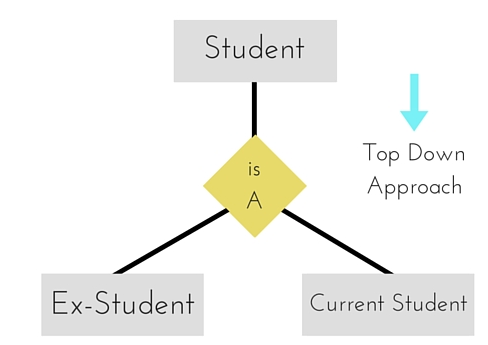 Student
is
A
Top Down
Approach
Ex-Student
Current Student